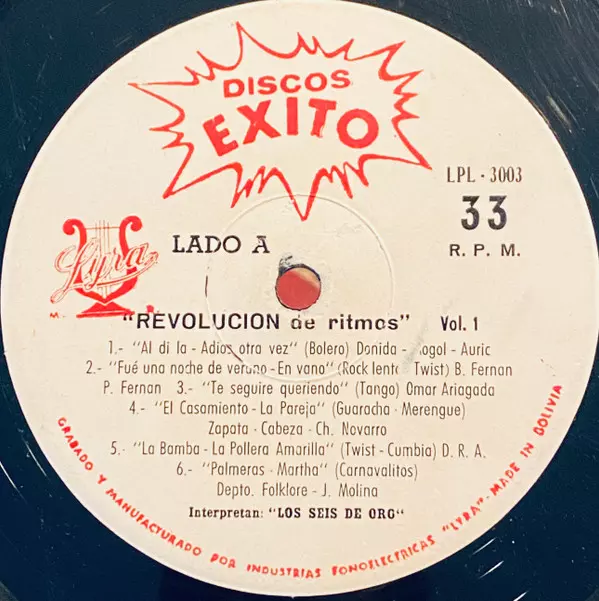 DISCOS
EXITO
LPL - 3003
33
R. P. M.
Lyra
M.
LADO A
"REVOLUCION de ritmos" Vol. 1
1.- "Al di la - Adios otra vez" (Bolero) Donida - Rogol - Auric
2.- "Fué una noche de verano - En vano" (Rock lento Twist) B. Fernan
P. Fernan 3.- "Te seguire queriendo" (Tango) Omar Ariagada
4.- "El Casamiento - La Pareja" (Guaracha - Merengue)
Zapata - Cabeza - Ch. Novarro
5.- "La Bamba - La Pollera Amarilla" (Twist - Cumbia) D. R. A.
6.- "Palmeras - Martha" (Carnavalitos)
Depto. Folklore - J. Molina
Interpretan: "LOS SEIS DE ORO"
GRABADO Y MANUFACTURADO POR INDUSTRIAS FONOELECTRICAS "LYRA" - MADE IN BOLIVIA